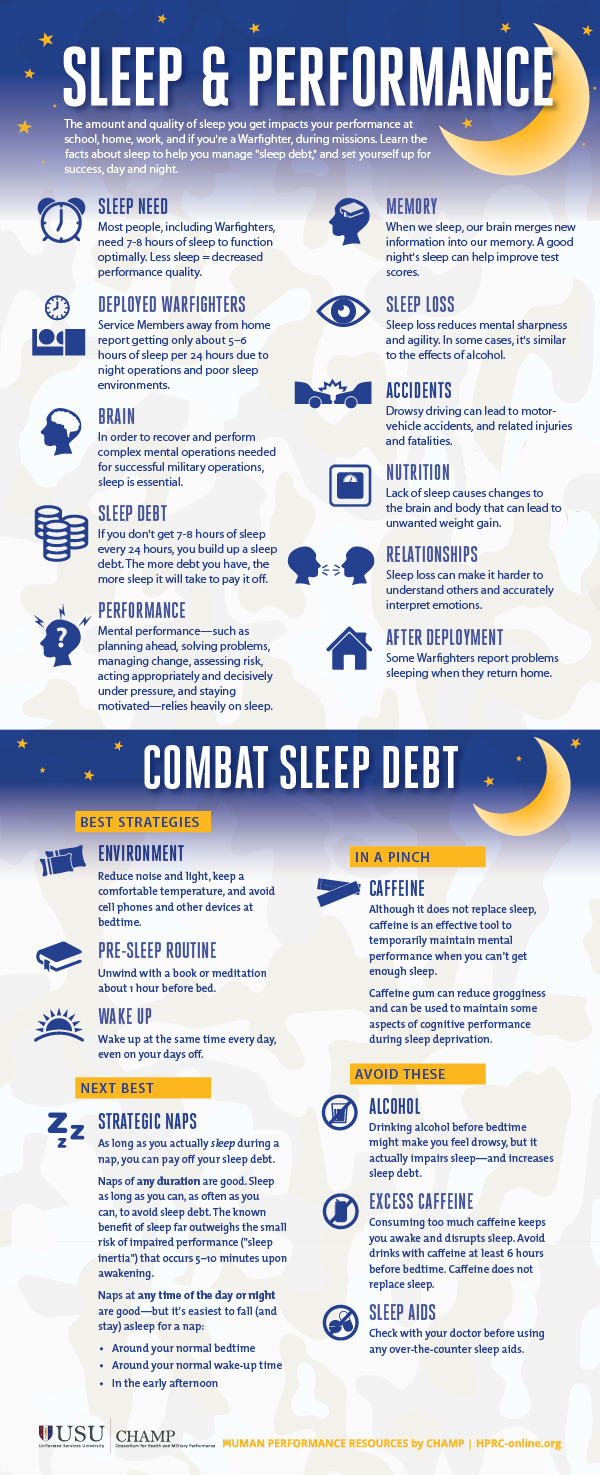 SLEEP & PERFORMANCE
The amount and quality of sleep you get impacts your performance at
school, home, work, and if you're a Warfighter, during missions. Learn the
facts about sleep to help you manage "sleep debt," and set yourself up for
success, day and night.
SLEEP NEED
Most people, including Warfighters,
need 7-8 hours of sleep to function
optimally. Less sleep = decreased
performance quality.
DEPLOYED WARFIGHTERS
Service Members away from home
report getting only about 5–6
hours of sleep per 24 hours due to
night operations and poor sleep
environments.
BRAIN
In order to recover and perform
complex mental operations needed
for successful military operations,
sleep is essential.
SLEEP DEBT
If you don't get 7-8 hours of sleep
every 24 hours, you build up a sleep
debt. The more debt you have, the
more sleep it will take to pay it off.
?
PERFORMANCE
Mental performance—such as
planning ahead, solving problems,
managing change, assessing risk,
acting appropriately and decisively
under pressure, and staying
motivated—relies heavily on sleep.
MEMORY
When we sleep, our brain merges new
information into our memory. A good
night's sleep can help improve test
scores.
SLEEP LOSS
Sleep loss reduces mental sharpness
and agility. In some cases, it's similar
to the effects of alcohol.
ACCIDENTS
Drowsy driving can lead to motor-
vehicle accidents, and related injuries
and fatalities.
NUTRITION
Lack of sleep causes changes to
the brain and body that can lead to
unwanted weight gain.
RELATIONSHIPS
Sleep loss can make it harder to
understand others and accurately
interpret emotions.
AFTER DEPLOYMENT
Some Warfighters report problems
sleeping when they return home.
COMBAT SLEEP DEBT
BEST STRATEGIES
ENVIRONMENT
Reduce noise and light, keep a
comfortable temperature, and avoid
cell phones and other devices at
bedtime.
PRE-SLEEP ROUTINE
Unwind with a book or meditation
about 1 hour before bed.
WAKE UP
Wake up at the same time every day,
even on your days off.
NEXT BEST
Z Z
Z
STRATEGIC NAPS
As long as you actually sleep during a
nap, you can pay off your sleep debt.
Naps of any duration are good. Sleep
as long as you can, as often as you
can, to avoid sleep debt. The known
benefit of sleep far outweighs the small
risk of impaired performance ("sleep
inertia") that occurs 5–10 minutes upon
awakening.
Naps at any time of the day or night
are good—but it's easiest to fall (and
stay) asleep for a nap:
• Around your normal bedtime
• Around your normal wake-up time
• In the early afternoon
IN A PINCH
CAFFEINE
Although it does not replace sleep,
caffeine is an effective tool to
temporarily maintain mental
performance when you can't get
enough sleep.
Caffeine gum can reduce grogginess
and can be used to maintain some
aspects of cognitive performance
during sleep deprivation.
AVOID THESE
ALCOHOL
Drinking alcohol before bedtime
might make you feel drowsy, but it
actually impairs sleep—and increases
sleep debt.
EXCESS CAFFEINE
Consuming too much caffeine keeps
you awake and disrupts sleep. Avoid
drinks with caffeine at least 6 hours
before bedtime. Caffeine does not
replace sleep.
SLEEP AIDS
Check with your doctor before using
any over-the-counter sleep aids.
USU
Uniformed Services University
CHAMP
Consortium for Health and Military Performance
HUMAN PERFORMANCE RESOURCES by CHAMP | HPRC-online.org